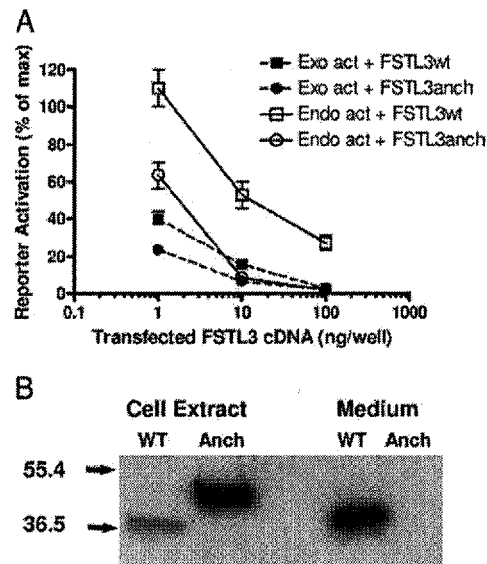 A
Reporter Activation (% of max)
120
100
80
60
40
20
0
0.1 1 10 100 1000
Transfected FSTL3 cDNA (ng/well)
Exo act + FSTL3wt
Exo act + FSTL3anch
Endo act + FSTL3wt
Endo act + FSTL3anch
B
Cell Extract Medium
WT Anch WT Anch
55.4
36.5